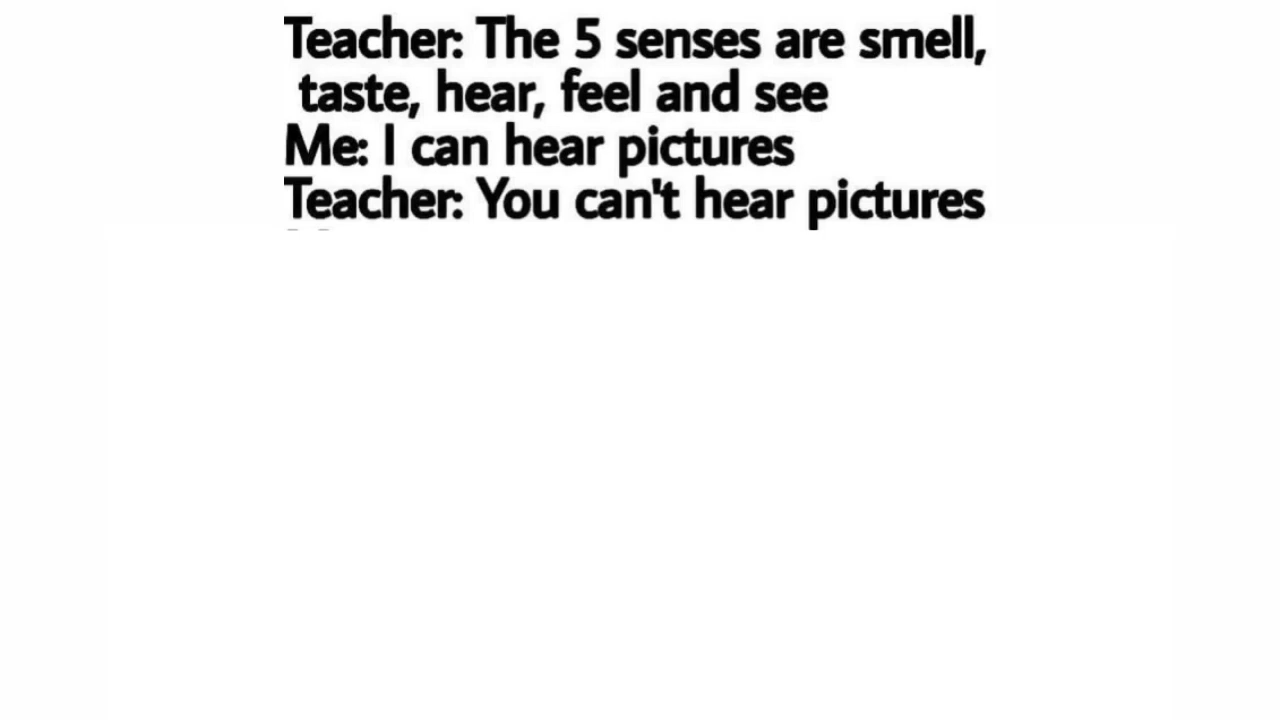 Teacher: The 5 senses are smell,
taste, hear, feel and see
Me: I can hear pictures
Teacher: You can't hear pictures